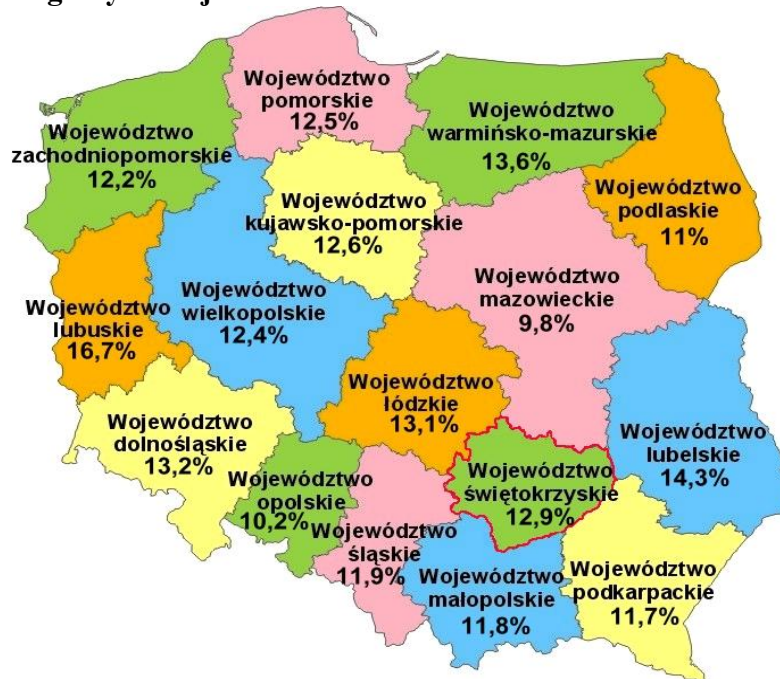 Województwo
pomorskie
12,5%
Województwo
warmińsko-mazurskie
13,6%
Województwo
zachodniopomorskie
12,2%
Województwo
podlaskie
11%
Województwo
kujawsko-pomorskie
12,6%
Województwo
mazowieckie
9,8%
Województwo
wielkopolskie
12,4%
Województwo
lubuskie
16,7%
Województwo
łódzkie
13,1%
Województwo
dolnośląskie
13,2%
Województwo
lubelskie
14,3%
Województwo
świętokrzyskie
12,9%
Województwo
opolskie
10,2%
Województwo
śląskie
11,9%
Województwo
małopolskie
11,8%
Województwo
podkarpackie
11,7%